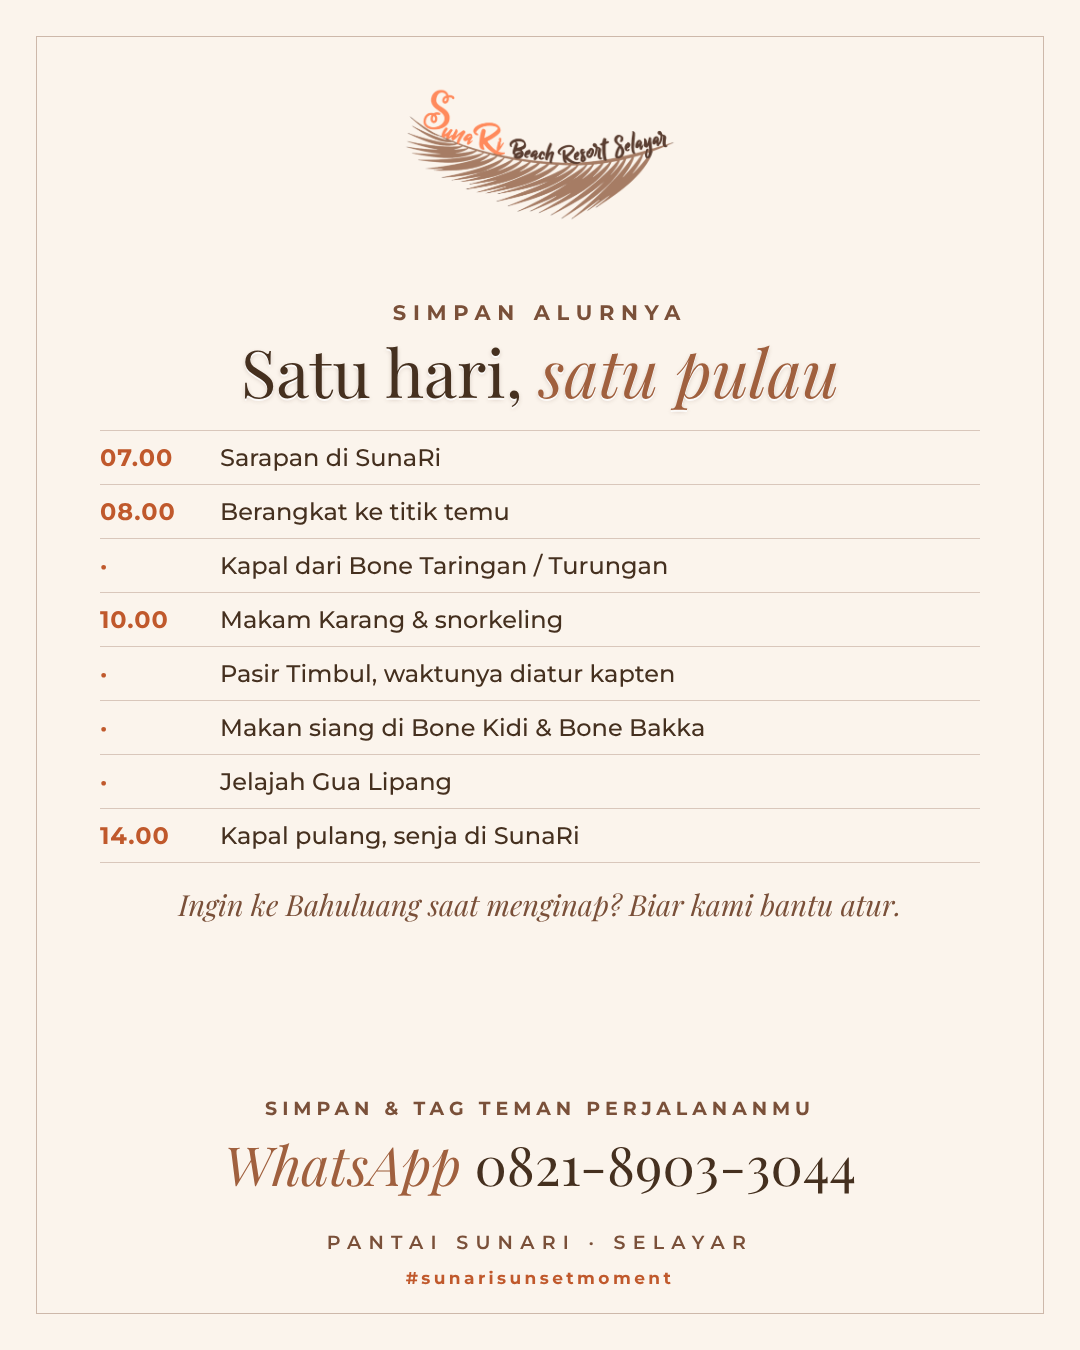 SunaRi Beach Resort Selayar
SIMPAN ALURNYA
Satu hari, satu pulau
07.00 Sarapan di SunaRi
08.00 Berangkat ke titik temu
· Kapal dari Bone Taringan / Turungan
10.00 Makam Karang & snorkeling
· Pasir Timbul, waktunya diatur kapten
· Makan siang di Bone Kidi & Bone Bakka
· Jelajah Gua Lipang
14.00 Kapal pulang, senja di SunaRi
Ingin ke Bahuluang saat menginap? Biar kami bantu atur.
SIMPAN & TAG TEMAN PERJALANANMU
WhatsApp 0821-8903-3044
PANTAI SUNARI · SELAYAR
#sunarisunsetmoment